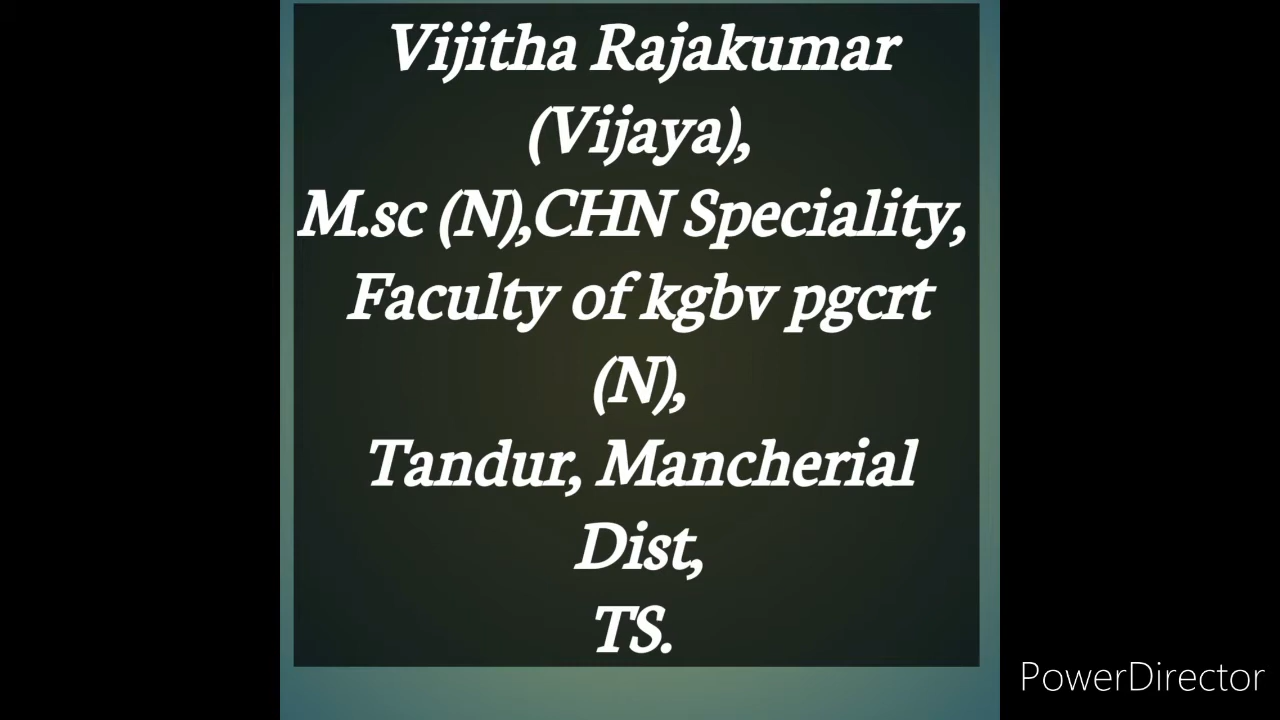 Vijitha Rajakumar
(Vijaya),
M.sc (N),CHN Speciality,
Faculty of kgbv pgcrt
(N),
Tandur, Mancherial
Dist,
TS.
PowerDirector